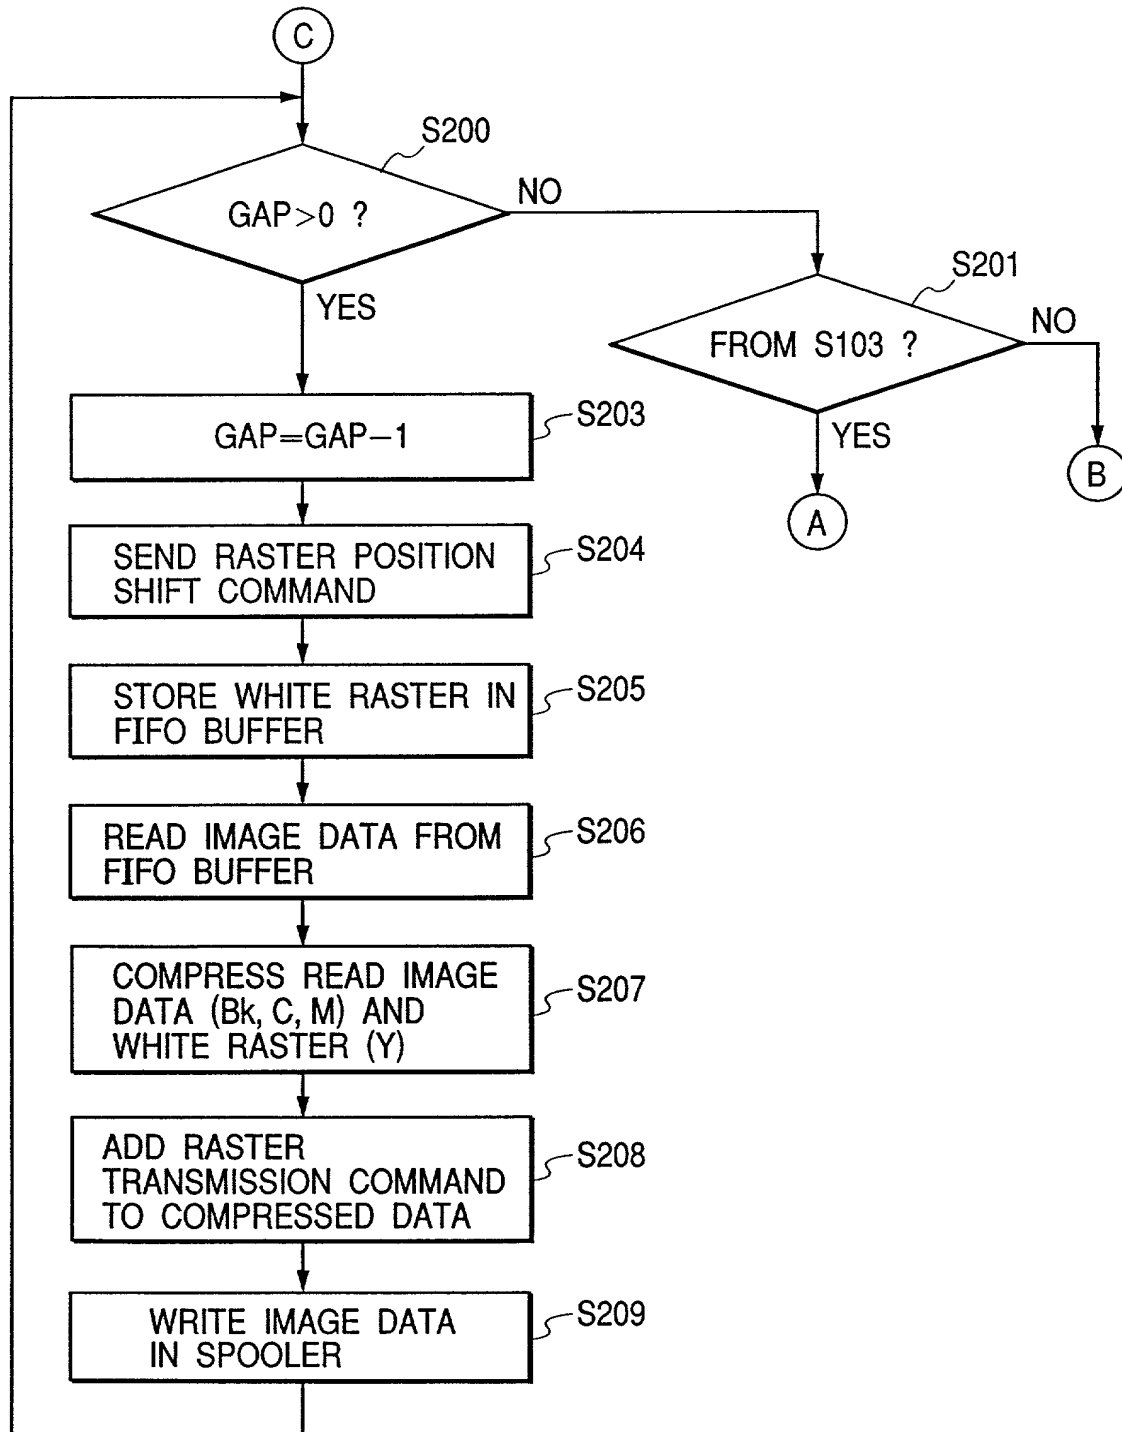 C
S200
GAP>0 ?
NO
YES
S201
FROM S103 ?
NO
YES
B
A
GAP=GAP−1
S203
SEND RASTER POSITION
SHIFT COMMAND
S204
STORE WHITE RASTER IN
FIFO BUFFER
S205
READ IMAGE DATA FROM
FIFO BUFFER
S206
COMPRESS READ IMAGE
DATA (Bk, C, M) AND
WHITE RASTER (Y)
S207
ADD RASTER
TRANSMISSION COMMAND
TO COMPRESSED DATA
S208
WRITE IMAGE DATA
IN SPOOLER
S209